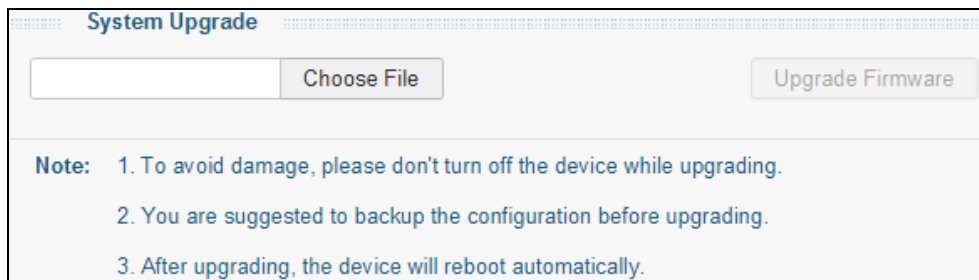 System Upgrade
Choose File Upgrade Firmware
Note: 1. To avoid damage, please don't turn off the device while upgrading.
2. You are suggested to backup the configuration before upgrading.
3. After upgrading, the device will reboot automatically.